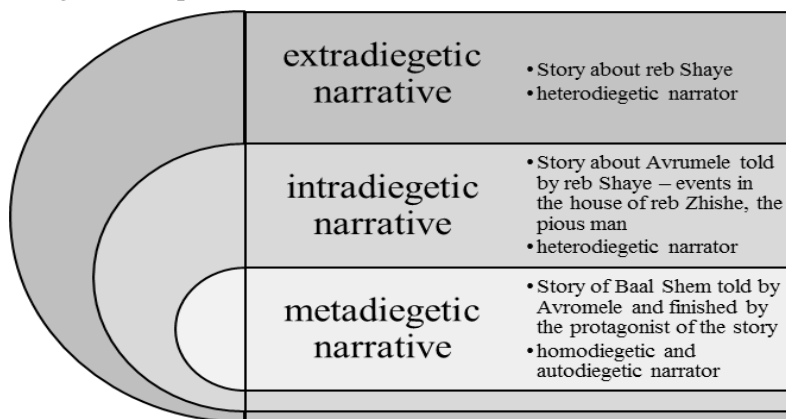 extradiegetic
narrative
• Story about reb Shaye
• heterodiegetic narrator
intradiegetic
narrative
• Story about Avrumele told
by reb Shaye – events in
the house of reb Zhishe, the
pious man
• heterodiegetic narrator
metadiegetic
narrative
• Story of Baal Shem told by
Avromele and finished by
the protagonist of the story
• homodiegetic and
autodiegetic narrator